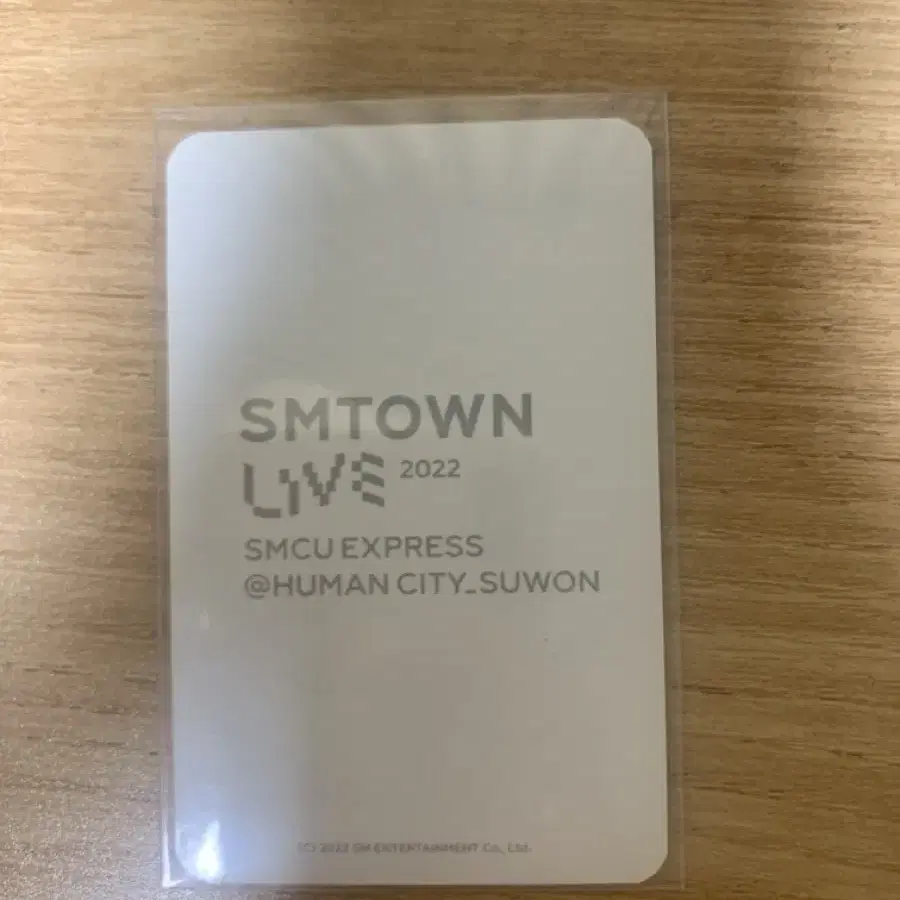 SMTOWN
LiVE 2022
SMCU EXPRESS
@HUMAN CITY_SUWON
(C) 2022 SM ENTERTAINMENT Co., Ltd.